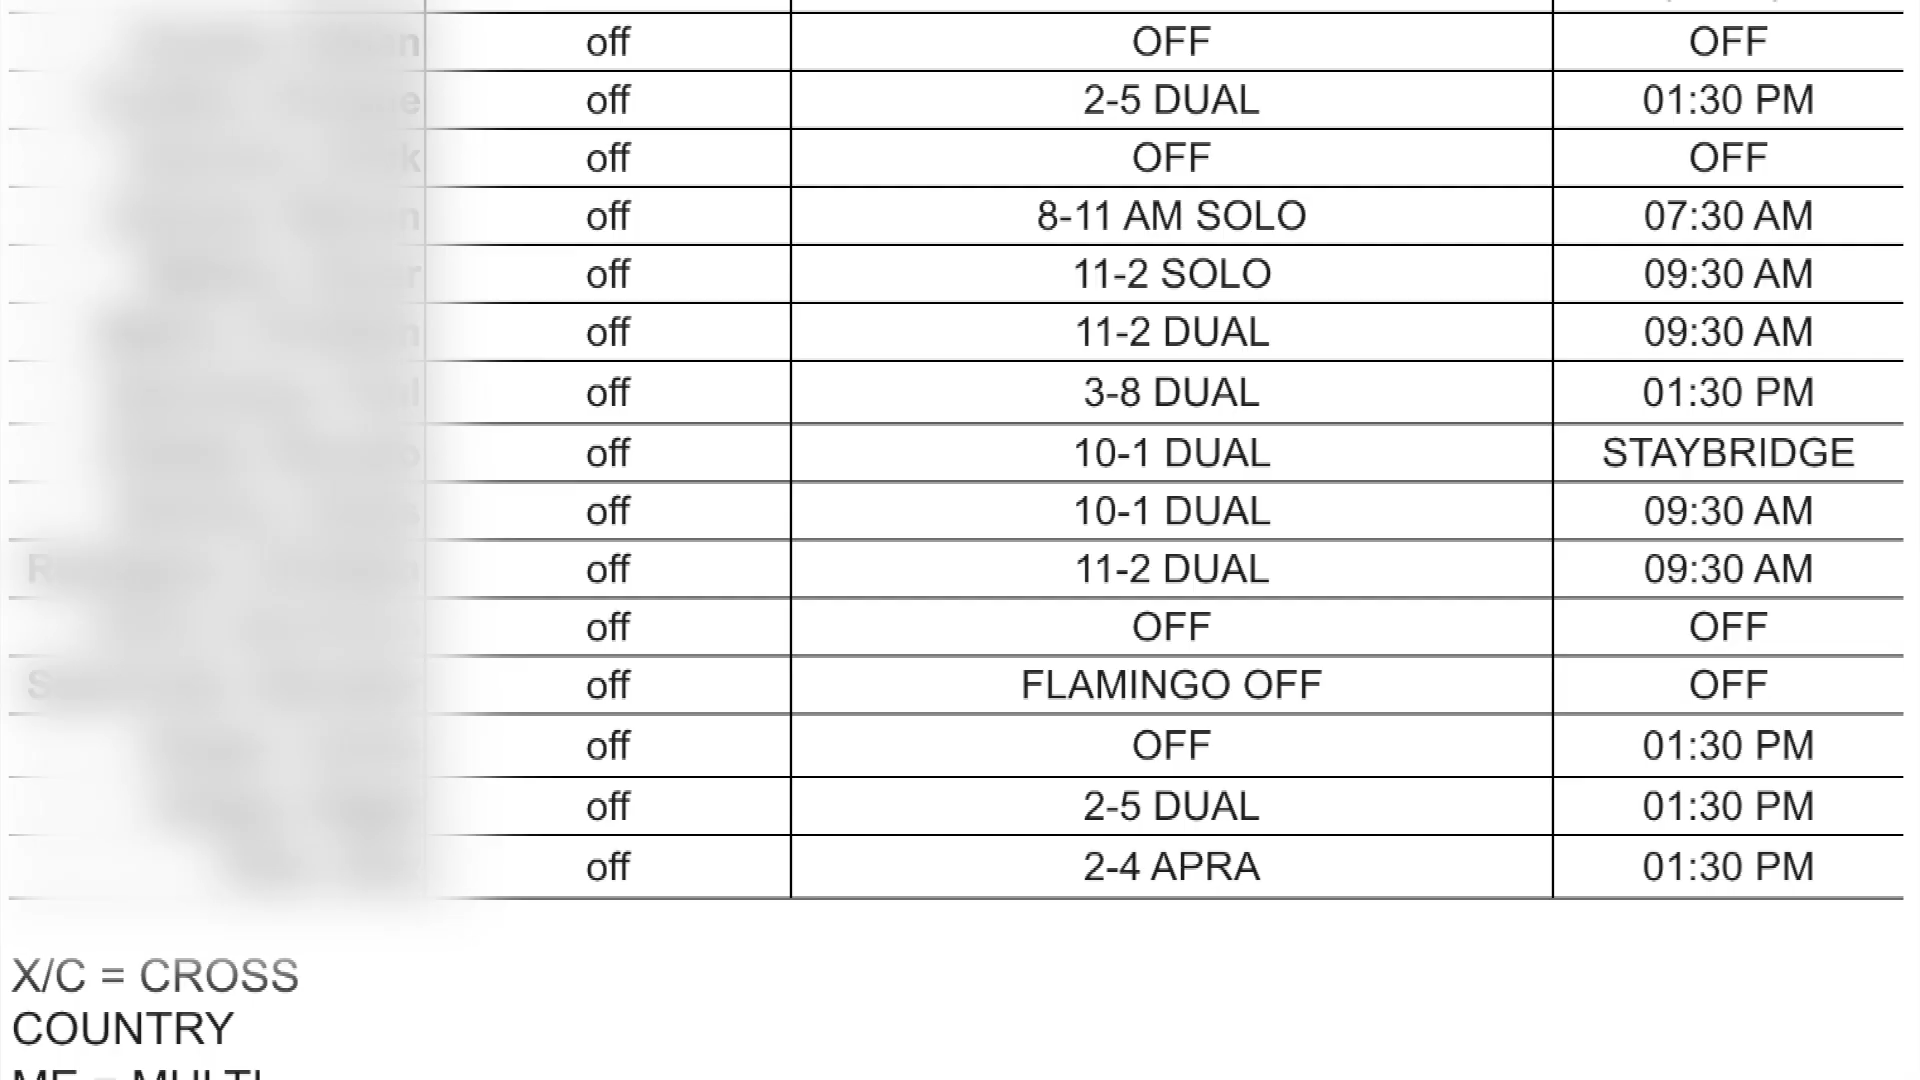 off OFF OFF
off 2-5 DUAL 01:30 PM
off OFF OFF
off 8-11 AM SOLO 07:30 AM
off 11-2 SOLO 09:30 AM
off 11-2 DUAL 09:30 AM
off 3-8 DUAL 01:30 PM
off 10-1 DUAL STAYBRIDGE
off 10-1 DUAL 09:30 AM
off 11-2 DUAL 09:30 AM
off OFF OFF
off FLAMINGO OFF OFF
off OFF 01:30 PM
off 2-5 DUAL 01:30 PM
off 2-4 APRA 01:30 PM
X/C = CROSS
COUNTRY
ME = MULTI